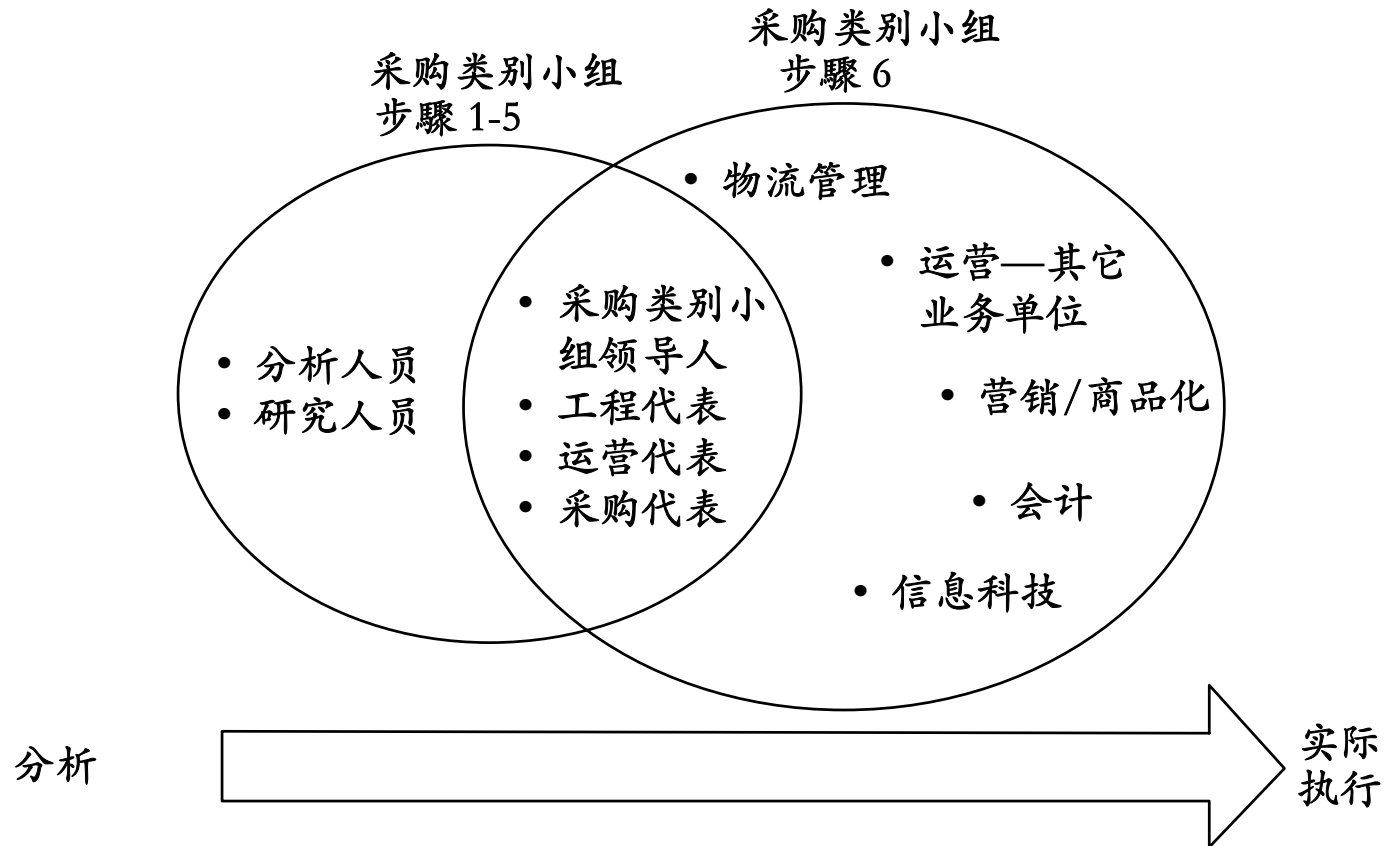 采购类别小组
步驟 1-5
采购类别小组
步驟 6
• 分析人员
• 研究人员
• 采购类别小
组领导人
• 工程代表
• 运营代表
• 采购代表
• 物流管理
• 运营—其它
业务单位
• 营销/商品化
• 会计
• 信息科技
分析
实际
执行